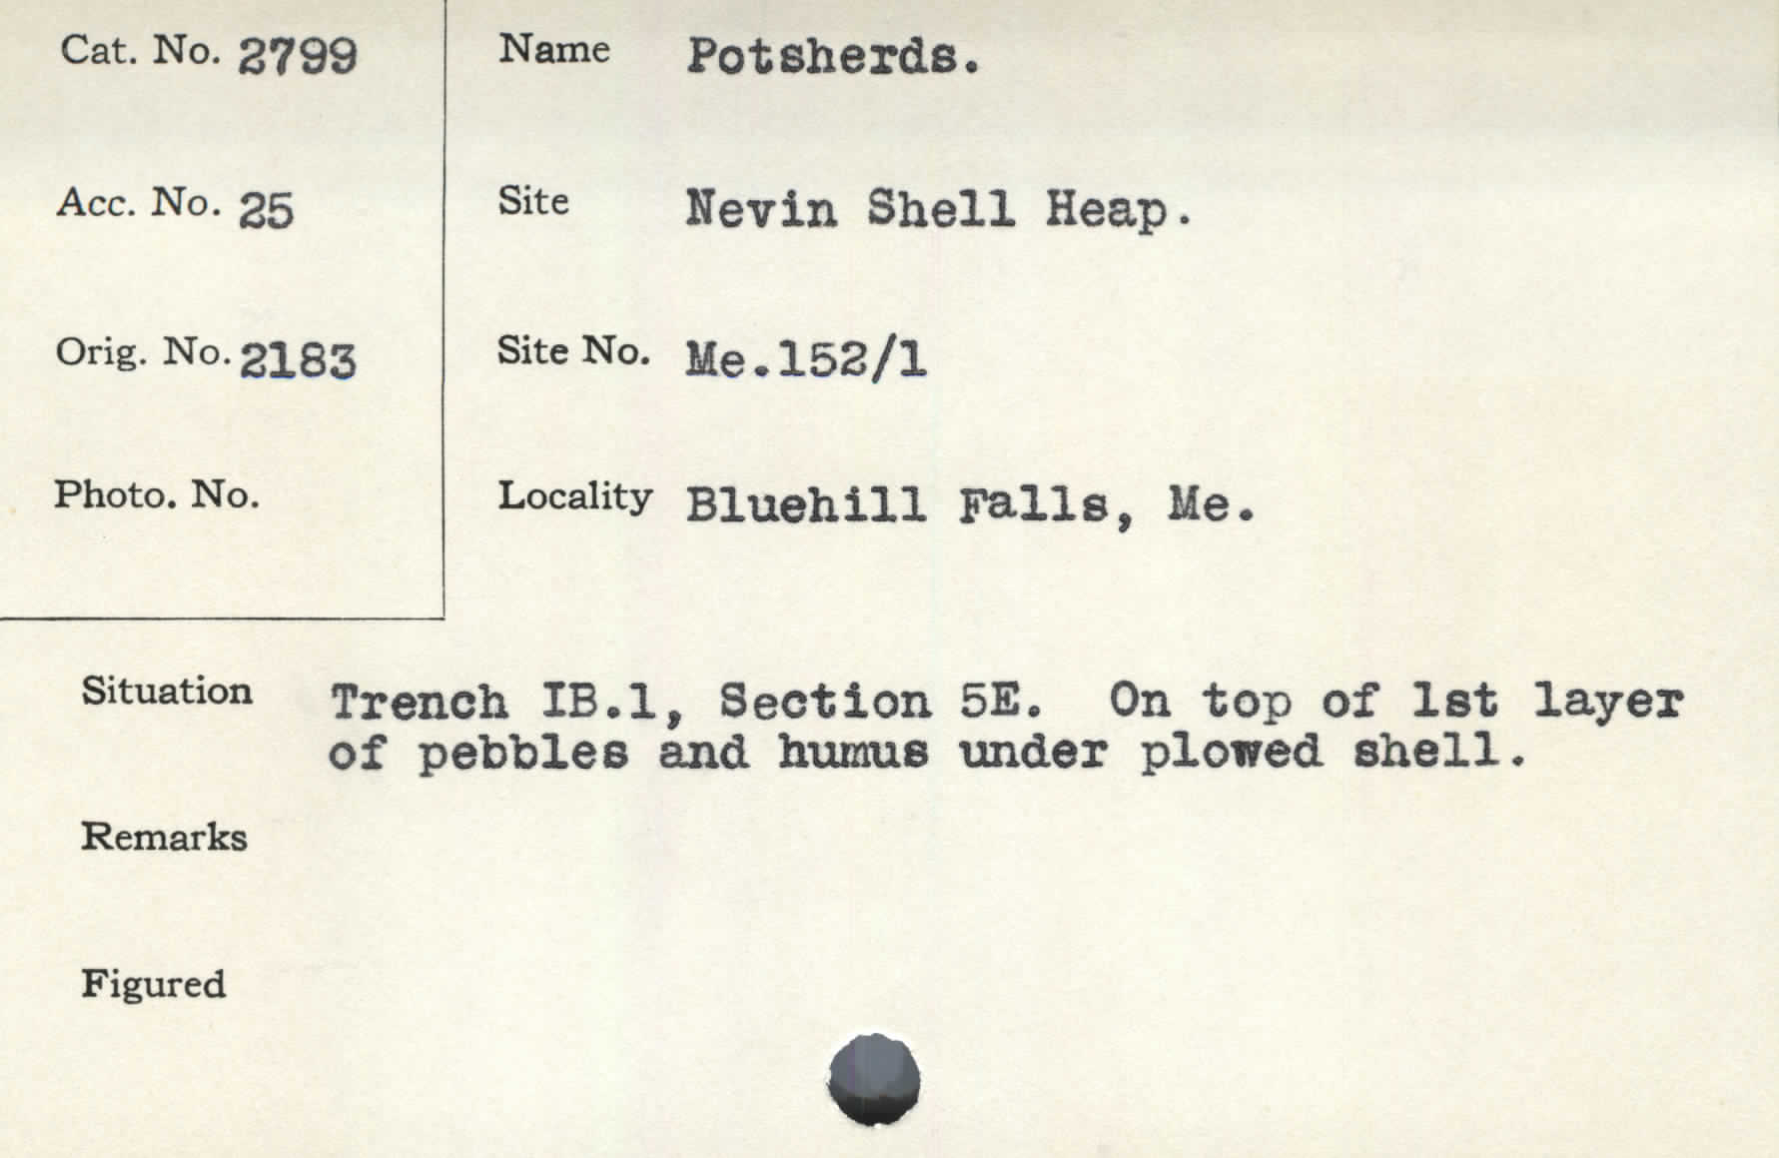 Cat. No. 2799
Name Potsherds.
Acc. No. 25
Site Nevin Shell Heap.
Orig. No. 2183
Site No. Me.152/1
Photo. No.
Locality Bluehill Falls, Me.
Situation Trench IB.1, Section 5E. On top of 1st layer
of pebbles and humus under plowed shell.
Remarks
Figured